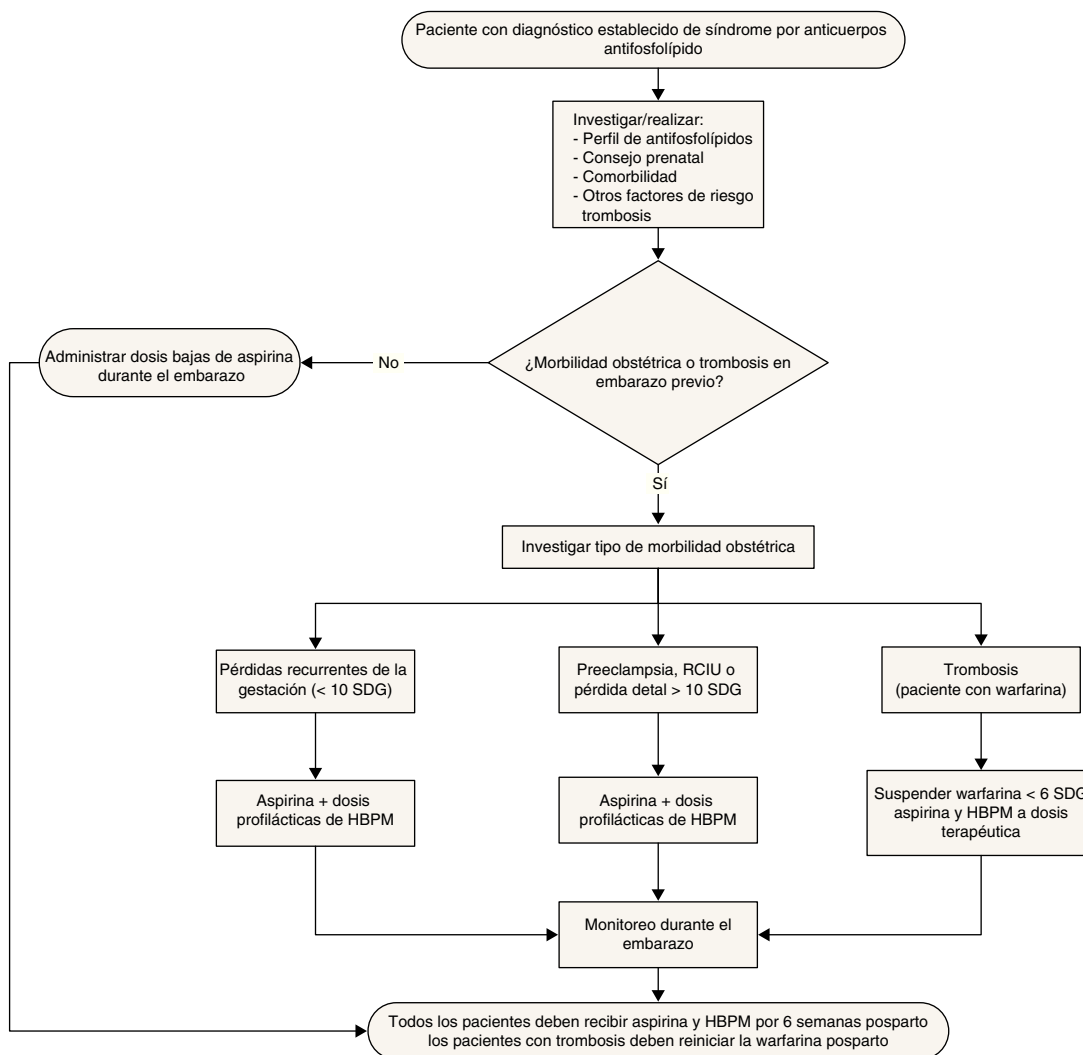 Paciente con diagnóstico establecido de síndrome por anticuerpos
antifosfolípido
Investigar/realizar:
- Perfil de antifosfolípidos
- Consejo prenatal
- Comorbilidad
- Otros factores de riesgo
trombosis
¿Morbilidad obstétrica o trombosis en
embarazo previo?
No
Administrar dosis bajas de aspirina
durante el embarazo
Sí
Investigar tipo de morbilidad obstétrica
Pérdidas recurrentes de la
gestación (< 10 SDG)
Preeclampsia, RCIU o
pérdida detal > 10 SDG
Trombosis
(paciente con warfarina)
Aspirina + dosis
profilácticas de HBPM
Aspirina + dosis
profilácticas de HBPM
Suspender warfarina < 6 SDG
aspirina y HBPM a dosis
terapéutica
Monitoreo durante el
embarazo
Todos los pacientes deben recibir aspirina y HBPM por 6 semanas posparto
los pacientes con trombosis deben reiniciar la warfarina posparto